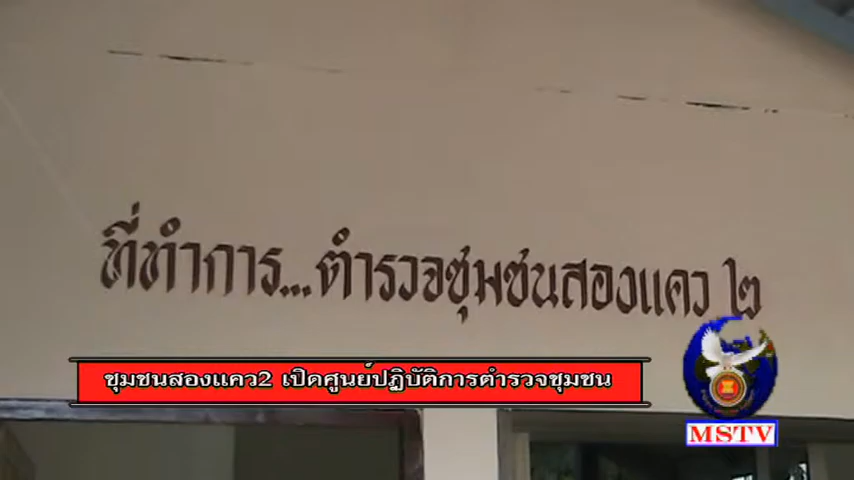 ที่ทำการ...ตำรวจชุมชนสองแคว ๒
ชุมชนสองแคว2 เปิดศูนย์ปฏิบัติการตำรวจชุมชน
MSTV